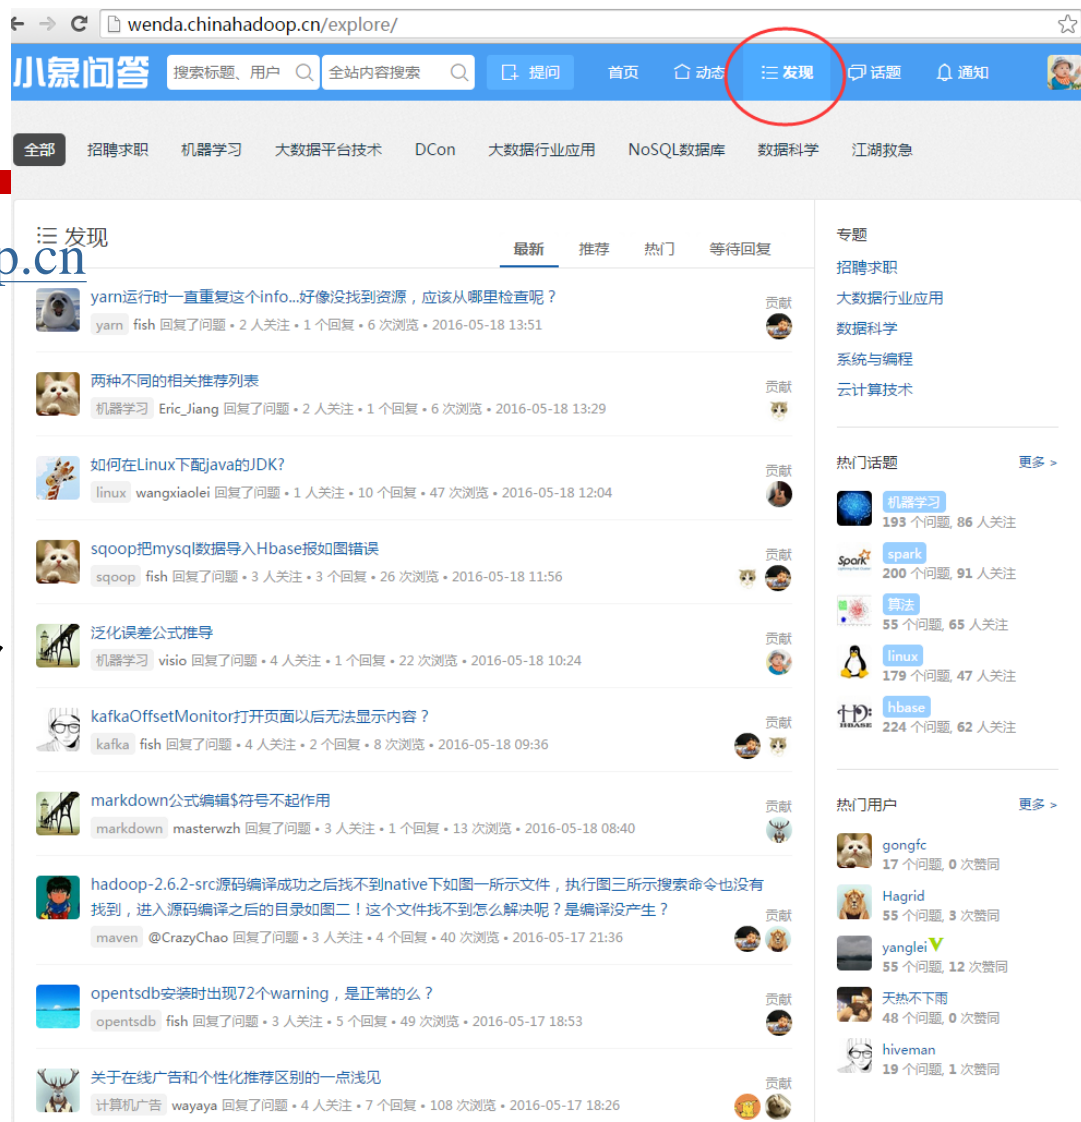 wenda.chinahadoop.cn/explore/
小象问答 搜索标题、用户 全站内容搜索 提问 首页 动态 发现 话题 通知
全部 招聘求职 机器学习 大数据平台技术 DCon 大数据行业应用 NoSQL数据库 数据科学 江湖救急
p.cn
发现
最新 推荐 热门 等待回复
yarn运行时一直重复这个info...好像没找到资源，应该从哪里检查呢？
贡献
yarn fish 回复了问题 • 2 人关注 • 1 个回复 • 6 次浏览 • 2016-05-18 13:51
两种不同的相关推荐列表
贡献
机器学习 Eric_Jiang 回复了问题 • 2 人关注 • 1 个回复 • 6 次浏览 • 2016-05-18 13:29
如何在Linux下配java的JDK?
贡献
linux wangxiaolei 回复了问题 • 1 人关注 • 10 个回复 • 47 次浏览 • 2016-05-18 12:04
sqoop把mysql数据导入Hbase报如图错误
贡献
sqoop fish 回复了问题 • 3 人关注 • 3 个回复 • 26 次浏览 • 2016-05-18 11:56
泛化误差公式推导
贡献
机器学习 visio 回复了问题 • 4 人关注 • 1 个回复 • 22 次浏览 • 2016-05-18 10:24
kafkaOffsetMonitor打开页面以后无法显示内容？
贡献
kafka fish 回复了问题 • 4 人关注 • 2 个回复 • 8 次浏览 • 2016-05-18 09:36
markdown公式编辑$符号不起作用
贡献
markdown masterwzh 回复了问题 • 3 人关注 • 1 个回复 • 13 次浏览 • 2016-05-18 08:40
hadoop-2.6.2-src源码编译成功之后找不到native下如图一所示文件，执行图三所示搜索命令也没有
找到，进入源码编译之后的目录如图二！这个文件找不到怎么解决呢？是编译没产生？
贡献
maven @CrazyChao 回复了问题 • 3 人关注 • 4 个回复 • 40 次浏览 • 2016-05-17 21:36
opentsdb安装时出现72个warning，是正常的么？
贡献
opentsdb fish 回复了问题 • 3 人关注 • 5 个回复 • 49 次浏览 • 2016-05-17 18:53
关于在线广告和个性化推荐区别的一点浅见
贡献
计算机广告 wayaya 回复了问题 • 4 人关注 • 7 个回复 • 108 次浏览 • 2016-05-17 18:26
专题
招聘求职
大数据行业应用
数据科学
系统与编程
云计算技术
热门话题 更多 >
机器学习
193 个问题, 86 人关注
Spark
spark
200 个问题, 91 人关注
算法
55 个问题, 65 人关注
linux
179 个问题, 47 人关注
HBASE
hbase
224 个问题, 62 人关注
热门用户 更多 >
gongfc
17 个问题, 0 次赞同
Hagrid
55 个问题, 3 次赞同
yanglei
55 个问题, 12 次赞同
天热不下雨
48 个问题, 0 次赞同
hiveman
19 个问题, 1 次赞同